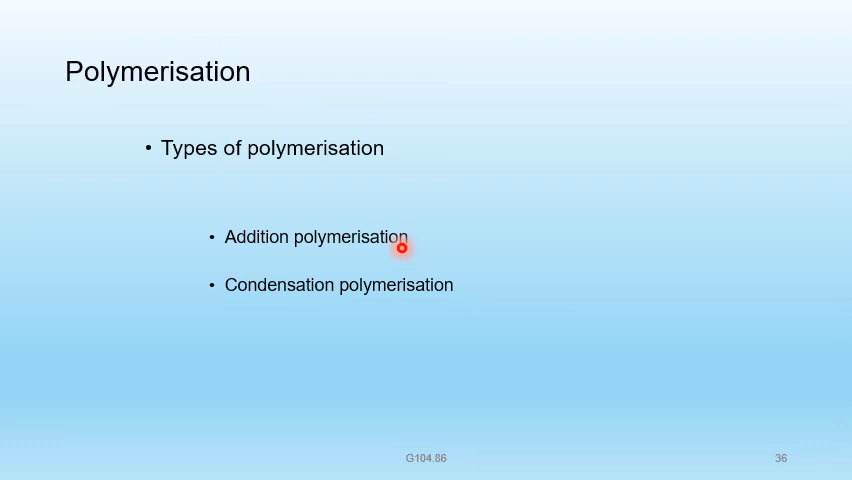 Polymerisation
• Types of polymerisation
• Addition polymerisation
• Condensation polymerisation
G104.86
36